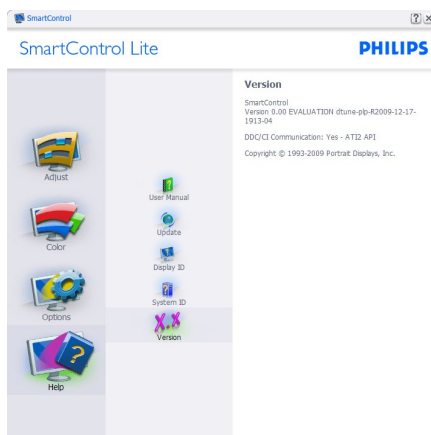 SmartControl
SmartControl Lite
PHILIPS
Adjust
Color
Options
Help
User Manual
Update
Display ID
System ID
Version
Version
SmartControl
Version 0.00 EVALUATION dtune-plp-R2009-12-17-
1913-04
DDC/CI Communication: Yes - ATI2 API
Copyright © 1993-2009 Portrait Displays, Inc.